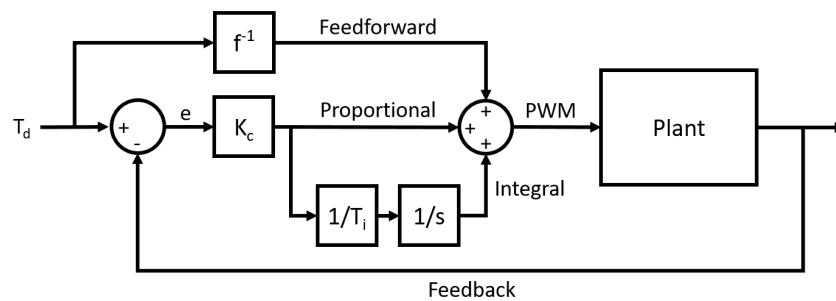 f⁻¹
Feedforward
T_d
+
-
e
K_c
Proportional
+
+
+
PWM
Plant
1/T_i
1/s
Integral
Feedback